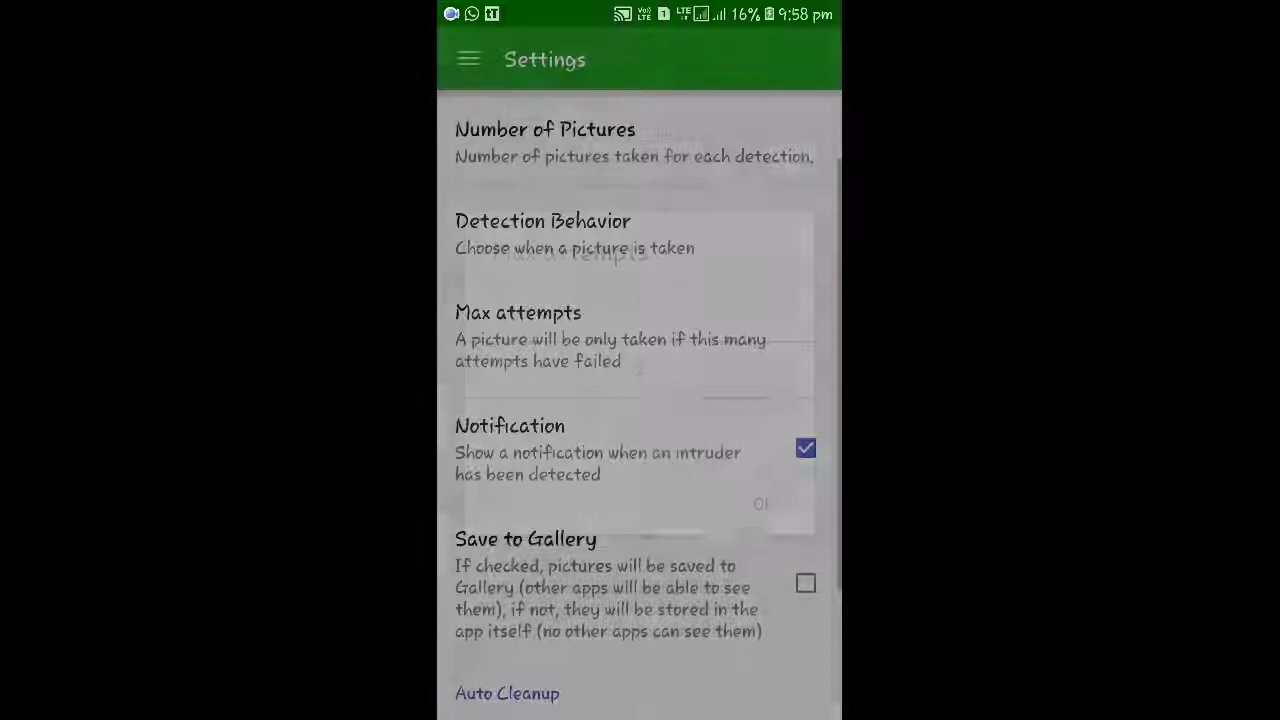 16% 9:58 pm
Settings
Number of Pictures
Number of pictures taken for each detection.
Detection Behavior
Choose when a picture is taken
Max attempts
A picture will be only taken if this many
attempts have failed
Notification
Show a notification when an intruder
has been detected
Save to Gallery
If checked, pictures will be saved to
Gallery (other apps will be able to see
them), if not, they will be stored in the
app itself (no other apps can see them)
Auto Cleanup